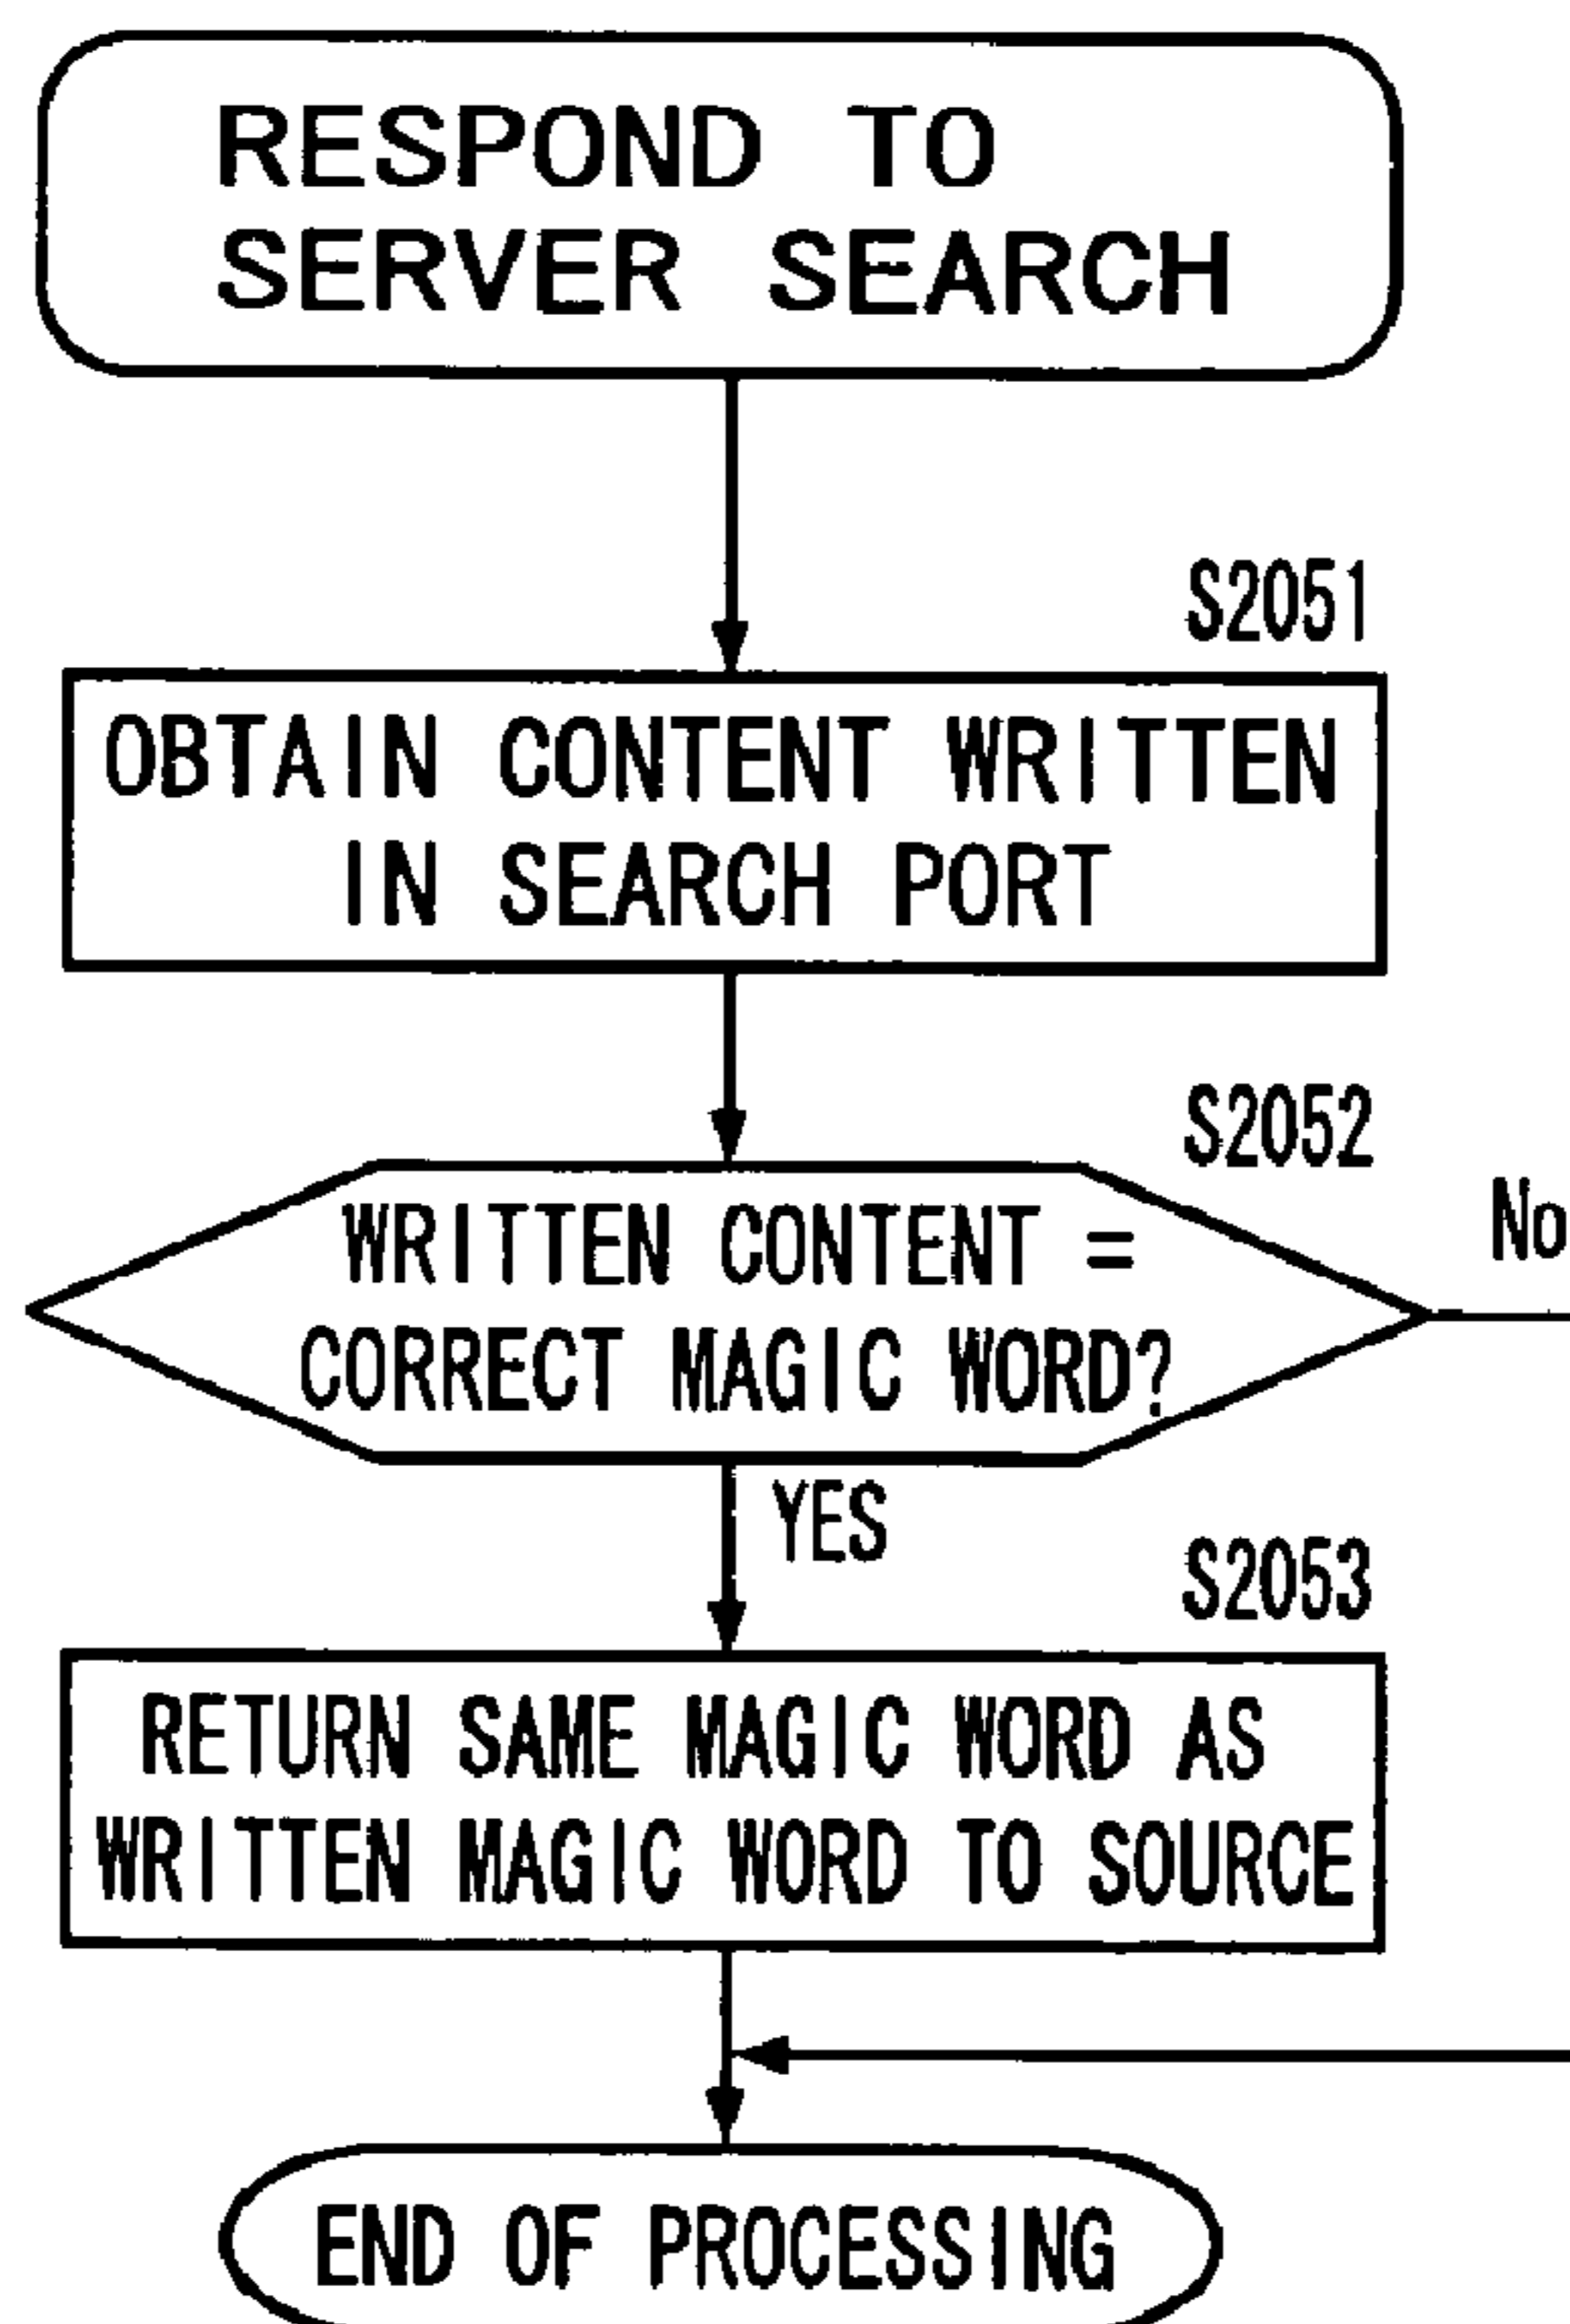 RESPOND TO
SERVER SEARCH
S2051
OBTAIN CONTENT WRITTEN
IN SEARCH PORT
S2052
No
WRITTEN CONTENT =
CORRECT MAGIC WORD?
YES
S2053
RETURN SAME MAGIC WORD AS
WRITTEN MAGIC WORD TO SOURCE
END OF PROCESSING